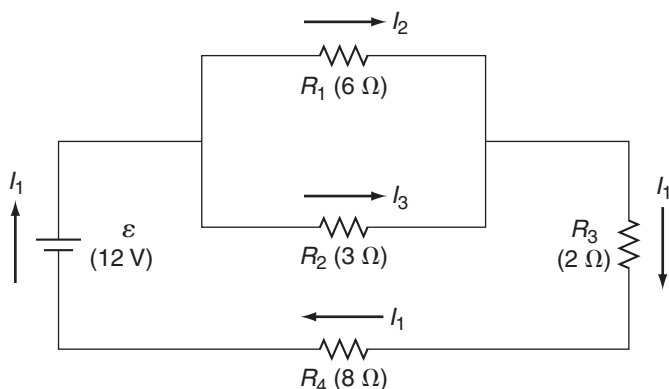 I₂
R₁ (6 Ω)
I₁
I₃
I₁
ε
(12 V)
R₂ (3 Ω)
R₃
(2 Ω)
I₁
R₄ (8 Ω)